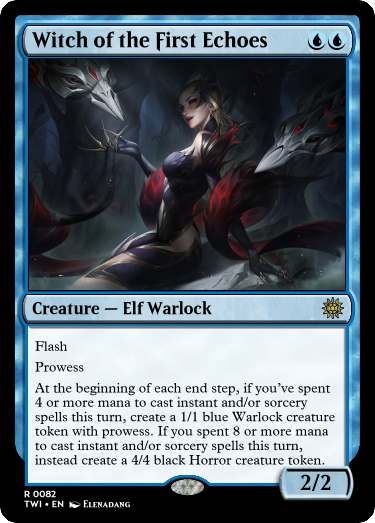 Witch of the First Echoes
Creature — Elf Warlock
Flash
Prowess
At the beginning of each end step, if you've spent
4 or more mana to cast instant and/or sorcery
spells this turn, create a 1/1 blue Warlock creature
token with prowess. If you spent 8 or more mana
to cast instant and/or sorcery spells this turn,
instead create a 4/4 black Horror creature token.
2/2
R 0082
TWI • EN Elenadang